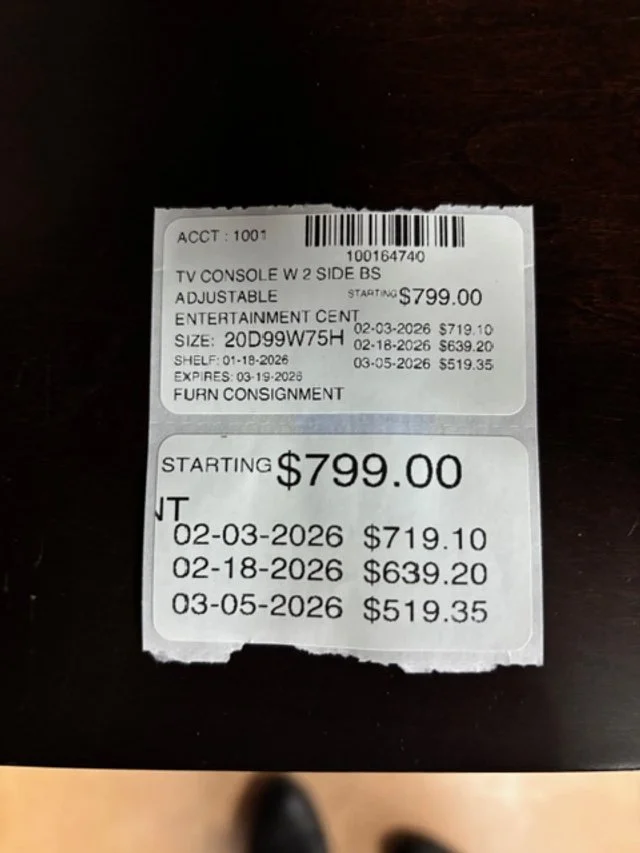 ACCT : 1001
100164740
TV CONSOLE W 2 SIDE BS
ADJUSTABLE STARTING $799.00
ENTERTAINMENT CENT
02-03-2026 $719.10
SIZE: 20D99W75H 02-18-2026 $639.20
SHELF: 01-18-2026 03-05-2026 $519.35
EXPIRES: 03-19-2026
FURN CONSIGNMENT
STARTING $799.00
NT
02-03-2026 $719.10
02-18-2026 $639.20
03-05-2026 $519.35